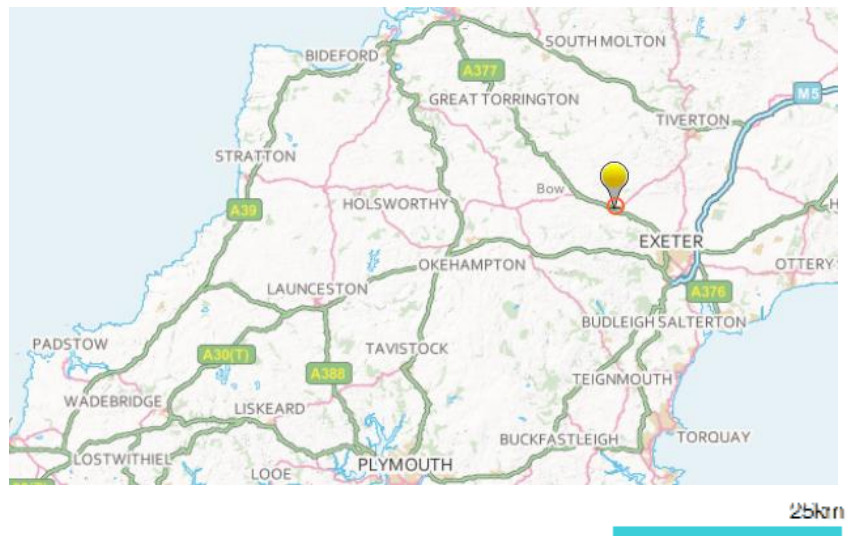 SOUTH MOLTON
BIDEFORD
A377
M5
GREAT TORRINGTON
TIVERTON
STRATTON
Bow
HOLSWORTHY
A39
EXETER
OKEHAMPTON
OTTERY
LAUNCESTON
A376
BUDLEIGH SALTERTON
PADSTOW
TAVISTOCK
A30(T)
A388
TEIGNMOUTH
WADEBRIDGE
LISKEARD
BUCKFASTLEIGH
TORQUAY
LOSTWITHIEL
PLYMOUTH
LOOE
25km